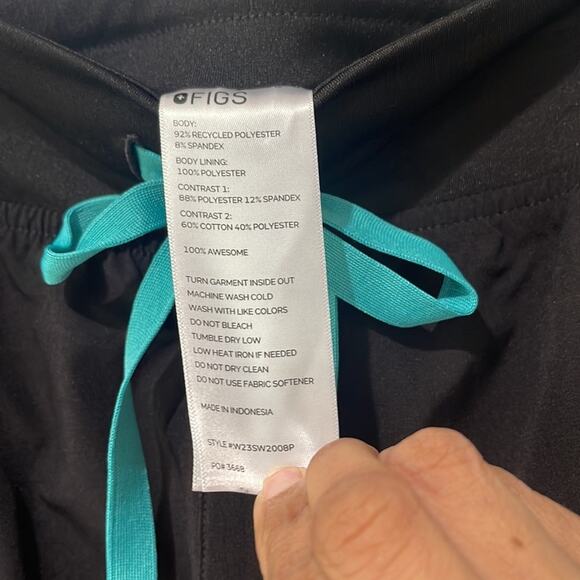 FIGS
BODY:
92% RECYCLED POLYESTER
8% SPANDEX
BODY LINING:
100% POLYESTER
CONTRAST 1:
88% POLYESTER 12% SPANDEX
CONTRAST 2:
60% COTTON 40% POLYESTER
100% AWESOME
TURN GARMENT INSIDE OUT
MACHINE WASH COLD
WASH WITH LIKE COLORS
DO NOT BLEACH
TUMBLE DRY LOW
LOW HEAT IRON IF NEEDED
DO NOT DRY CLEAN
DO NOT USE FABRIC SOFTENER
MADE IN INDONESIA
STYLE #:W23SW2008P
PO# 3668